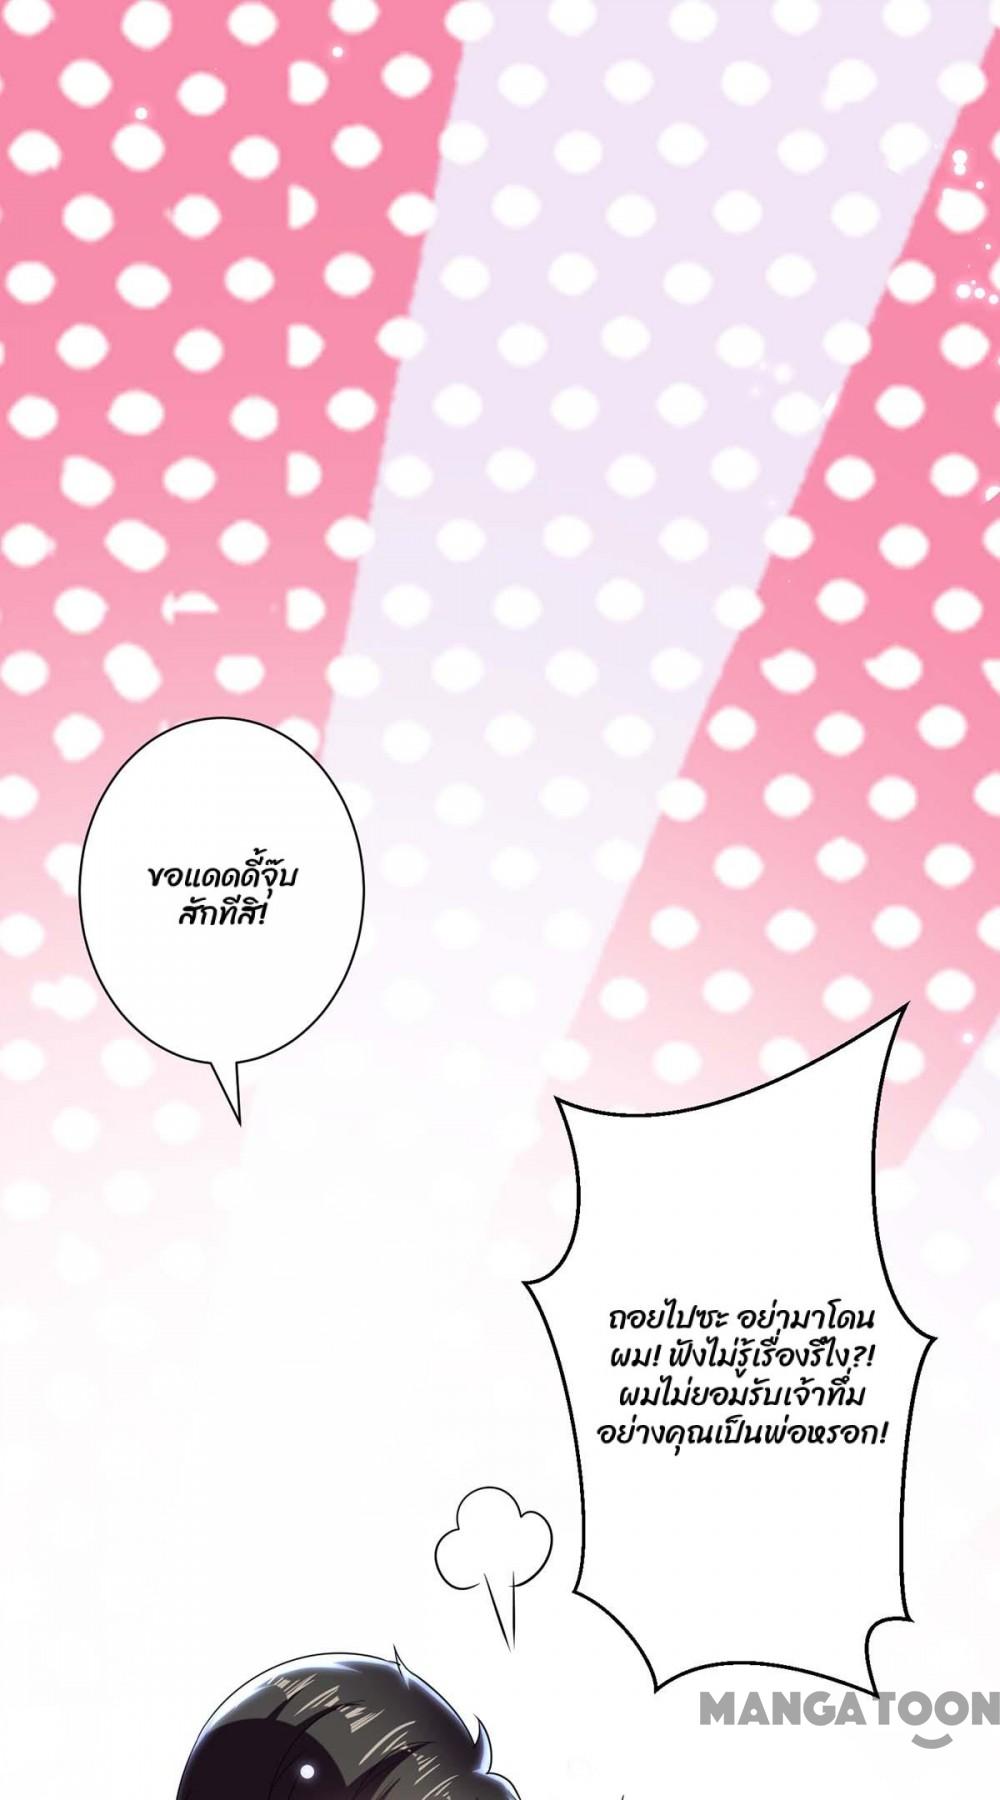 ขอแดดดี้จุ๊บ
สักทีสิ!
ถอยไปซะ อย่ามาโดน
ผม! ฟังไม่รู้เรื่องรึไง?!
ผมไม่ยอมรับเจ้าทึ่ม
อย่างคุณเป็นพ่อหรอก!
MANGATOON